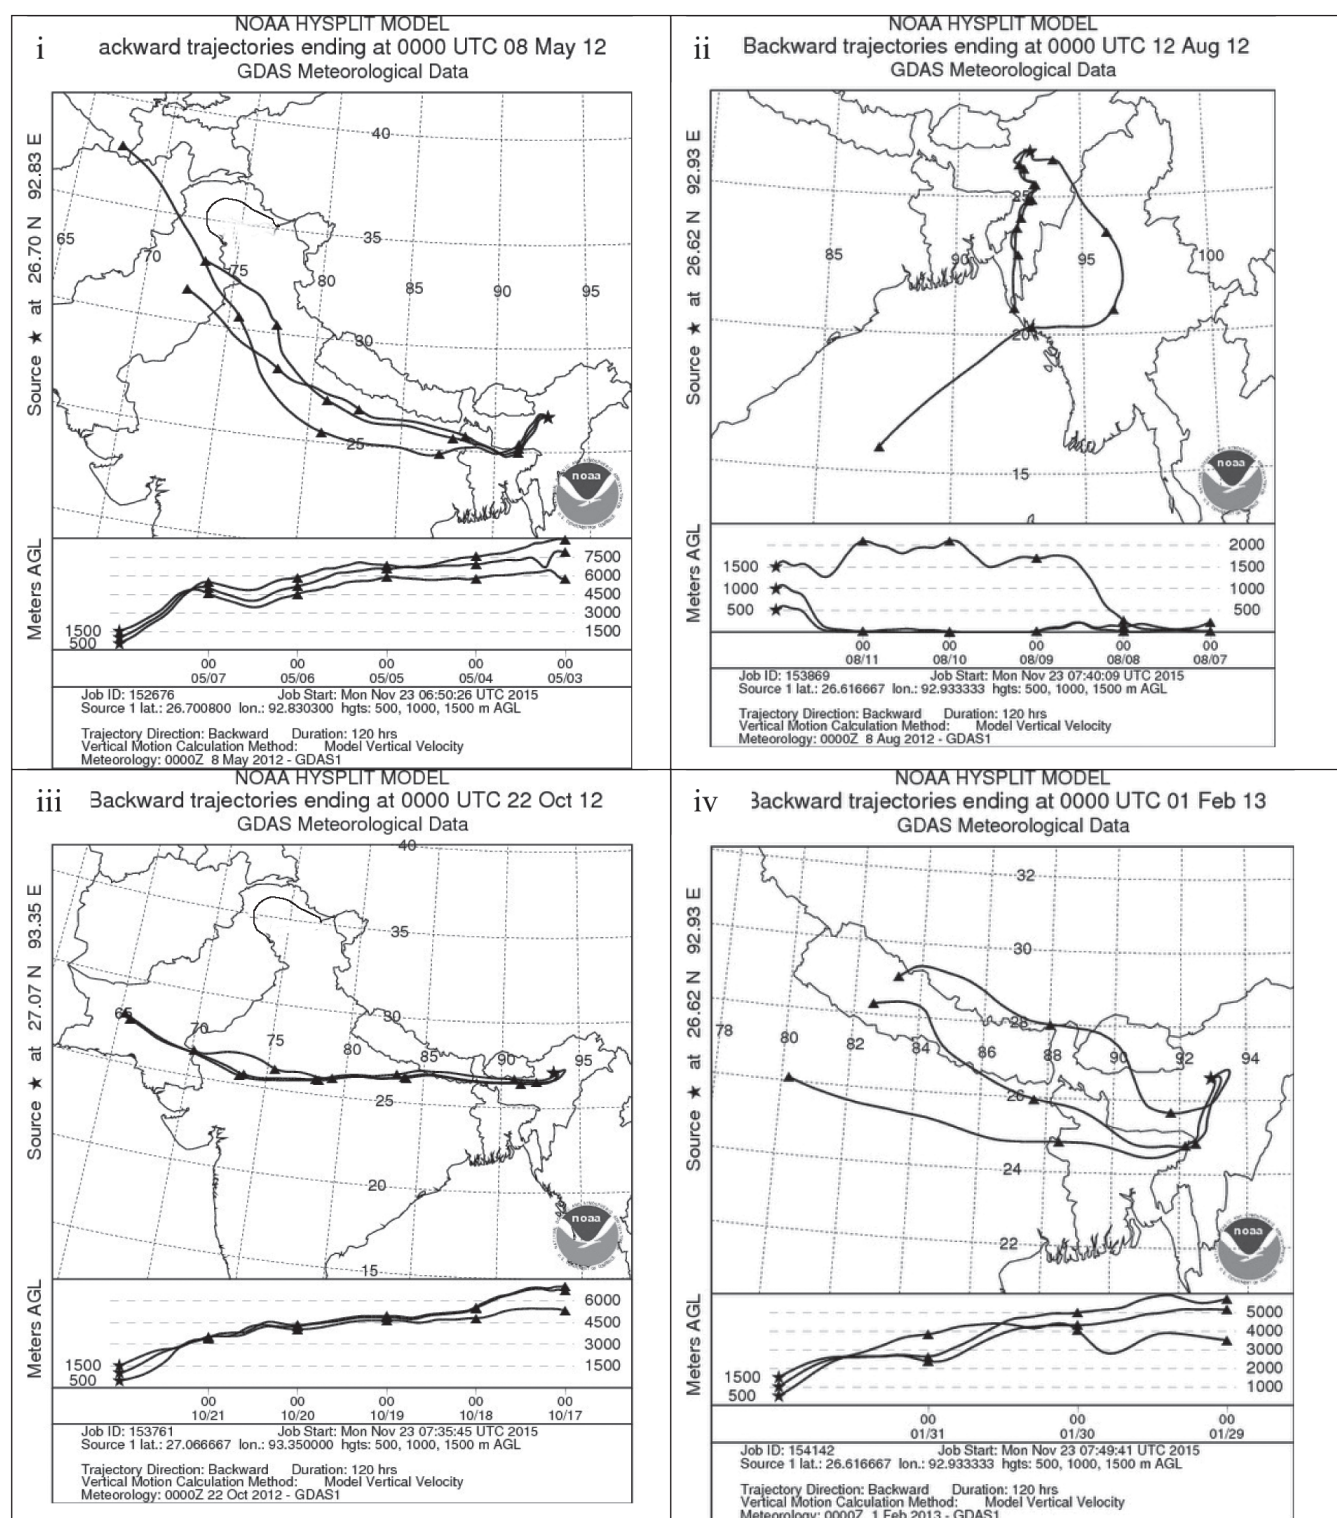 i
NOAA HYSPLIT MODEL
ackward trajectories ending at 0000 UTC 08 May 12
GDAS Meteorological Data
Source ★ at 26.70 N 92.83 E
40
35
65
70
75
80
85
90
95
30
25
noaa
Meters AGL
7500
6000
4500
3000
1500
1500
500
00 00 00 00 00
05/07 05/06 05/05 05/04 05/03
Job ID: 152676 Job Start: Mon Nov 23 06:50:26 UTC 2015
Source 1 lat.: 26.700800 lon.: 92.830300 hgts: 500, 1000, 1500 m AGL
Trajectory Direction: Backward Duration: 120 hrs
Vertical Motion Calculation Method: Model Vertical Velocity
Meteorology: 0000Z 8 May 2012 - GDAS1
ii
NOAA HYSPLIT MODEL
Backward trajectories ending at 0000 UTC 12 Aug 12
GDAS Meteorological Data
Source ★ at 26.62 N 92.93 E
25
85
90
95
100
20
15
noaa
Meters AGL
2000
1500
1000
500
1500
1000
500
00 00 00 00 00
08/11 08/10 08/09 08/08 08/07
Job ID: 153869 Job Start: Mon Nov 23 07:40:09 UTC 2015
Source 1 lat.: 26.616667 lon.: 92.933333 hgts: 500, 1000, 1500 m AGL
Trajectory Direction: Backward Duration: 120 hrs
Vertical Motion Calculation Method: Model Vertical Velocity
Meteorology: 0000Z 8 Aug 2012 - GDAS1
iii
NOAA HYSPLIT MODEL
Backward trajectories ending at 0000 UTC 22 Oct 12
GDAS Meteorological Data
Source ★ at 27.07 N 93.35 E
40
35
30
65
70
75
80
85
90
95
25
20
15
noaa
Meters AGL
6000
4500
3000
1500
1500
500
00 00 00 00 00
10/21 10/20 10/19 10/18 10/17
Job ID: 153761 Job Start: Mon Nov 23 07:35:45 UTC 2015
Source 1 lat.: 27.066667 lon.: 93.350000 hgts: 500, 1000, 1500 m AGL
Trajectory Direction: Backward Duration: 120 hrs
Vertical Motion Calculation Method: Model Vertical Velocity
Meteorology: 0000Z 22 Oct 2012 - GDAS1
iv
NOAA HYSPLIT MODEL
Backward trajectories ending at 0000 UTC 01 Feb 13
GDAS Meteorological Data
Source ★ at 26.62 N 92.93 E
32
30
28
78
80
82
84
86
88
90
92
94
26
24
22
noaa
Meters AGL
5000
4000
3000
2000
1000
1500
500
00 00 00
01/31 01/30 01/29
Job ID: 154142 Job Start: Mon Nov 23 07:49:41 UTC 2015
Source 1 lat.: 26.616667 lon.: 92.933333 hgts: 500, 1000, 1500 m AGL
Trajectory Direction: Backward Duration: 120 hrs
Vertical Motion Calculation Method: Model Vertical Velocity
Meteorology: 0000Z 1 Feb 2013 - GDAS1